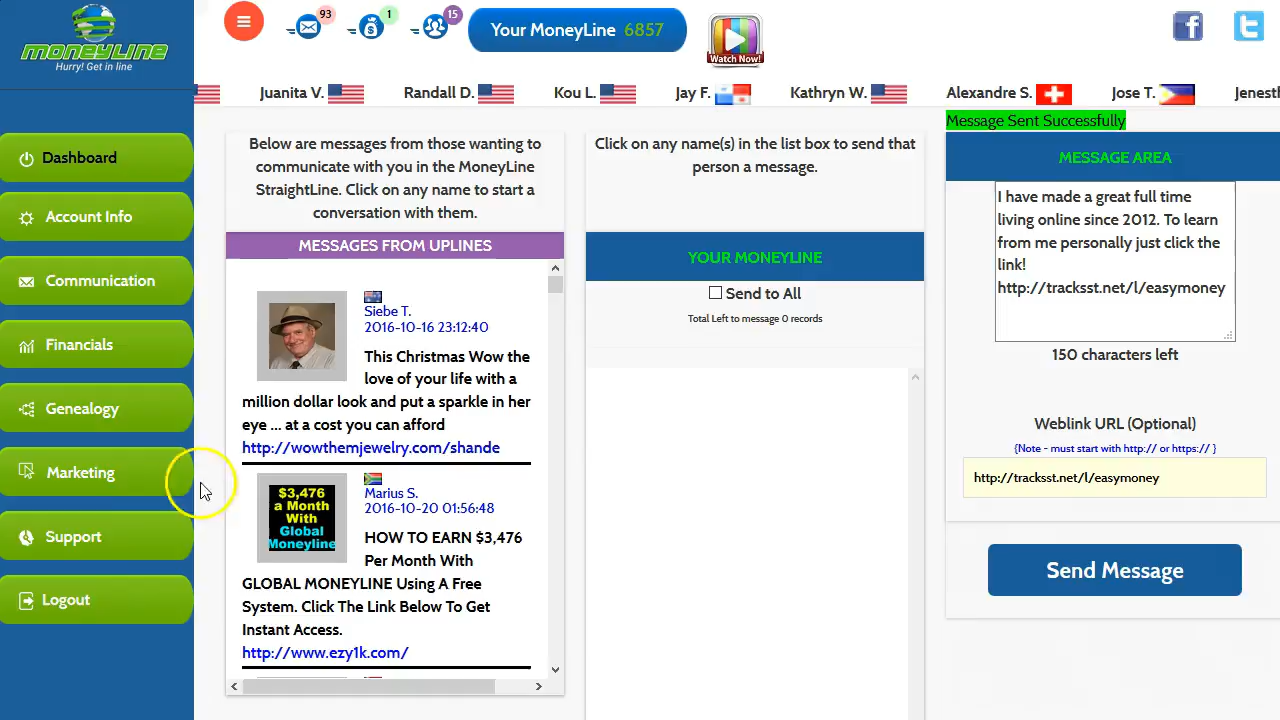 moneyLine
Hurry! Get in line
93
1
15
Your MoneyLine 6857
Watch Now!
Juanita V.
Randall D.
Kou L.
Jay F.
Kathryn W.
Alexandre S.
Jose T.
Jenesth
Dashboard
Account Info
Communication
Financials
Genealogy
Marketing
Support
Logout
Below are messages from those wanting to
communicate with you in the MoneyLine
StraightLine. Click on any name to start a
conversation with them.
MESSAGES FROM UPLINES
Siebe T.
2016-10-16 23:12:40
This Christmas Wow the
love of your life with a
million dollar look and put a sparkle in her
eye ... at a cost you can afford
http://wowthemjewelry.com/shande
$3,476
a Month
With
Global
Moneyline
Marius S.
2016-10-20 01:56:48
HOW TO EARN $3,476
Per Month With
GLOBAL MONEYLINE Using A Free
System. Click The Link Below To Get
Instant Access.
http://www.ezy1k.com/
Click on any name(s) in the list box to send that
person a message.
YOUR MONEYLINE
Send to All
Total Left to message 0 records
Message Sent Successfully
MESSAGE AREA
I have made a great full time
living online since 2012. To learn
from me personally just click the
link!
http://tracksst.net/l/easymoney
150 characters left
Weblink URL (Optional)
{Note - must start with http:// or https:// }
http://tracksst.net/l/easymoney
Send Message